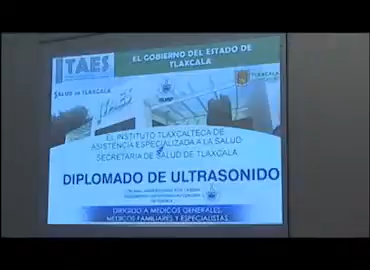 ITAES
EL GOBIERNO DEL ESTADO DE
TLAXCALA
SALUD DE TLAXCALA
TLAXCALA
EL INSTITUTO TLAXCALTECA DE
ASISTENCIA ESPECIALIZADA A LA SALUD
SECRETARIA DE SALUD DE TLAXCALA
DIPLOMADO DE ULTRASONIDO
DIRIGIDO A MEDICOS GENERALES,
MEDICOS FAMILIARES Y ESPECIALISTAS